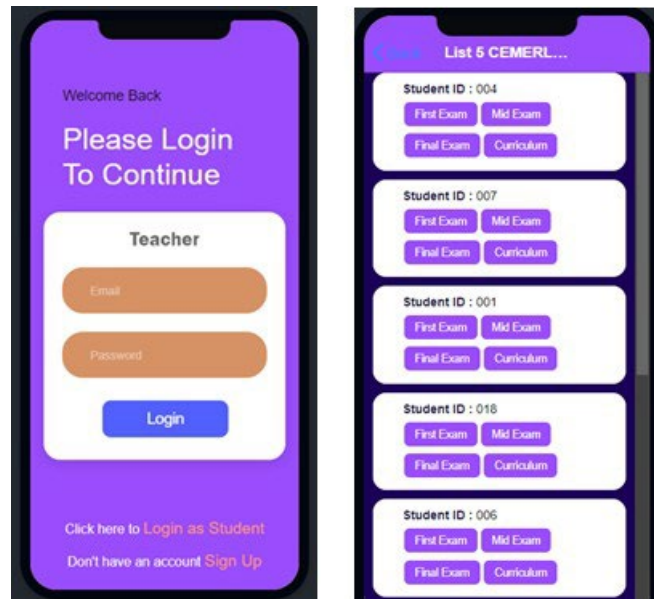 Welcome Back
Please Login
To Continue
Teacher
Email
Password
Login
Click here to Login as Student
Don't have an account Sign Up
List 5 CEMERL...
Student ID : 004
First Exam Mid Exam
Final Exam Curriculum
Student ID : 007
First Exam Mid Exam
Final Exam Curriculum
Student ID : 001
First Exam Mid Exam
Final Exam Curriculum
Student ID : 018
First Exam Mid Exam
Final Exam Curriculum
Student ID : 006
First Exam Mid Exam
Final Exam Curriculum